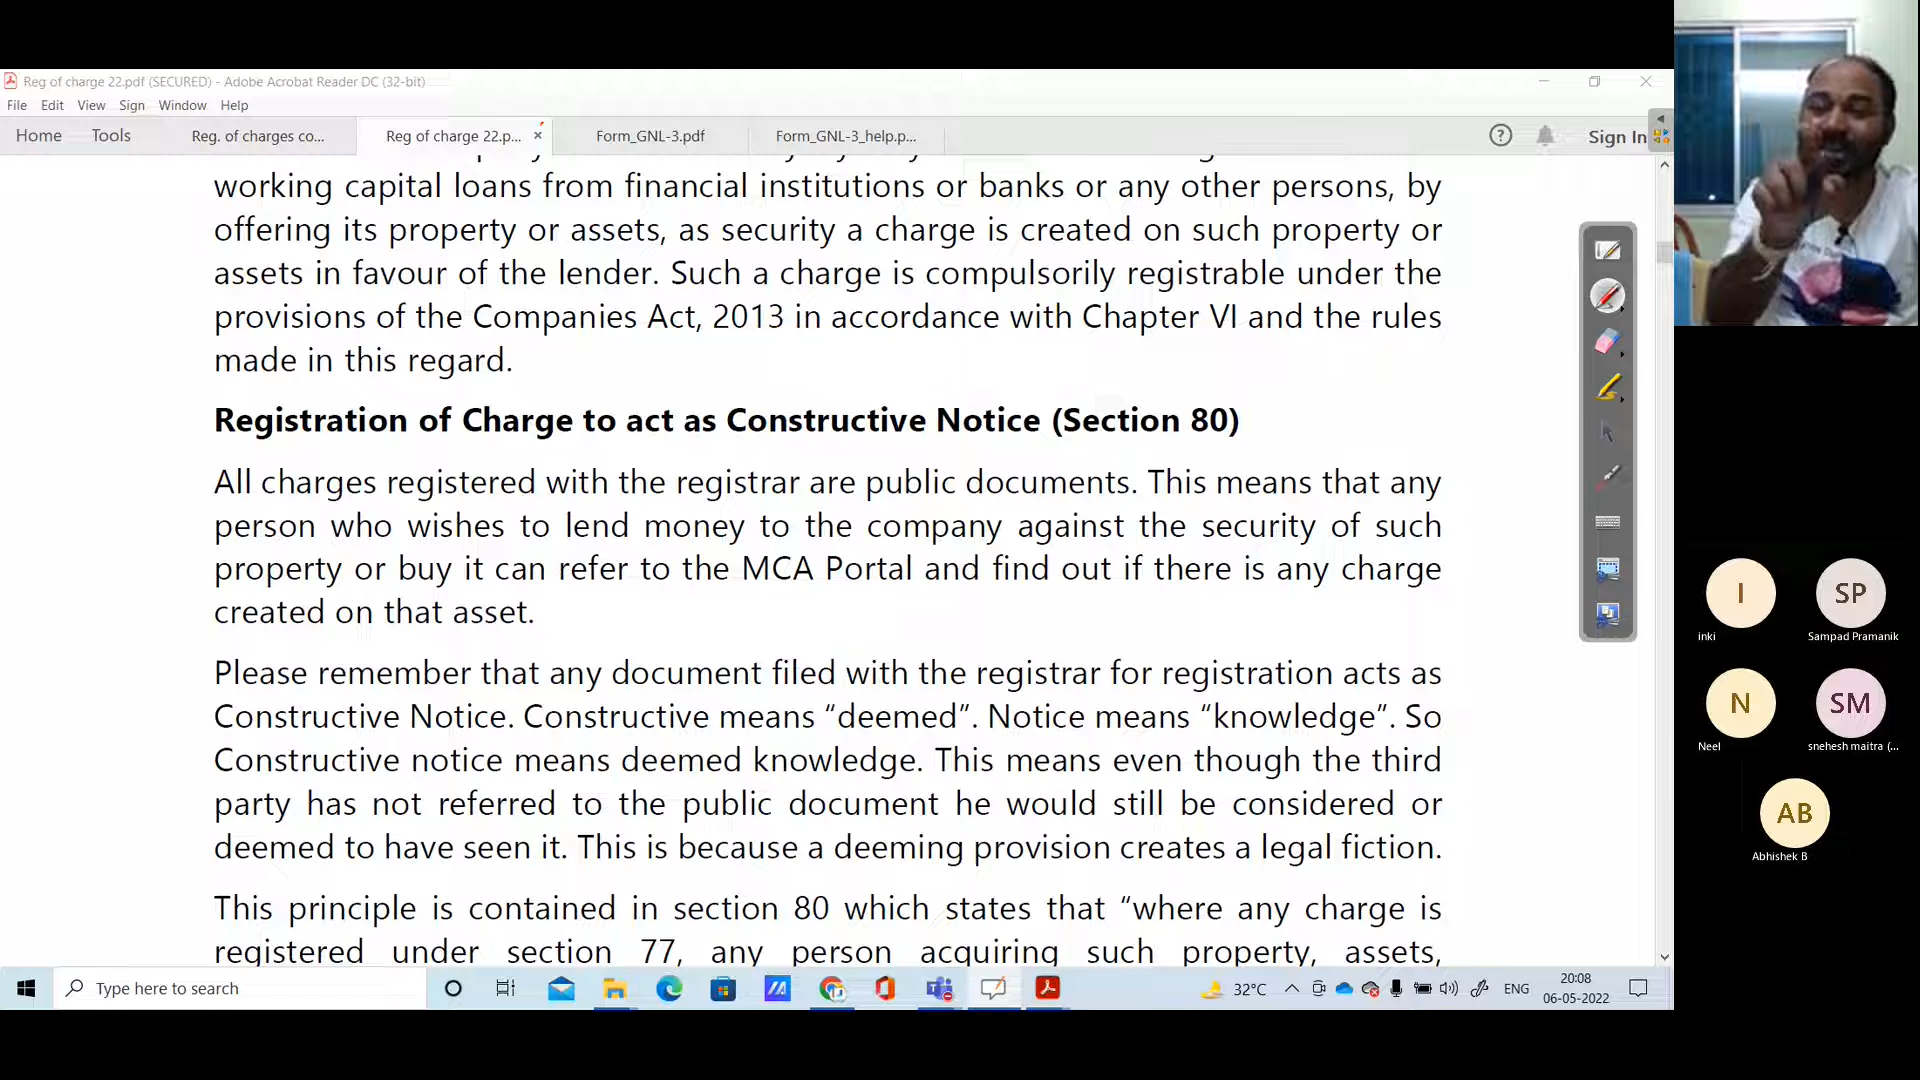 Reg of charge 22.pdf (SECURED) - Adobe Acrobat Reader DC (32-bit)
File Edit View Sign Window Help
Home Tools Reg. of charges co... Reg of charge 22.p... Form_GNL-3.pdf Form_GNL-3_help.p... Sign In
working capital loans from financial institutions or banks or any other persons, by
offering its property or assets, as security a charge is created on such property or
assets in favour of the lender. Such a charge is compulsorily registrable under the
provisions of the Companies Act, 2013 in accordance with Chapter VI and the rules
made in this regard.
Registration of Charge to act as Constructive Notice (Section 80)
All charges registered with the registrar are public documents. This means that any
person who wishes to lend money to the company against the security of such
property or buy it can refer to the MCA Portal and find out if there is any charge
created on that asset.
Please remember that any document filed with the registrar for registration acts as
Constructive Notice. Constructive means “deemed”. Notice means “knowledge”. So
Constructive notice means deemed knowledge. This means even though the third
party has not referred to the public document he would still be considered or
deemed to have seen it. This is because a deeming provision creates a legal fiction.
This principle is contained in section 80 which states that “where any charge is
registered under section 77, any person acquiring such property, assets,
Type here to search
32°C
ENG
20:08
06-05-2022
I SP
inki Sampad Pramanik
N SM
Neel snehesh maitra (...
AB
Abhishek B